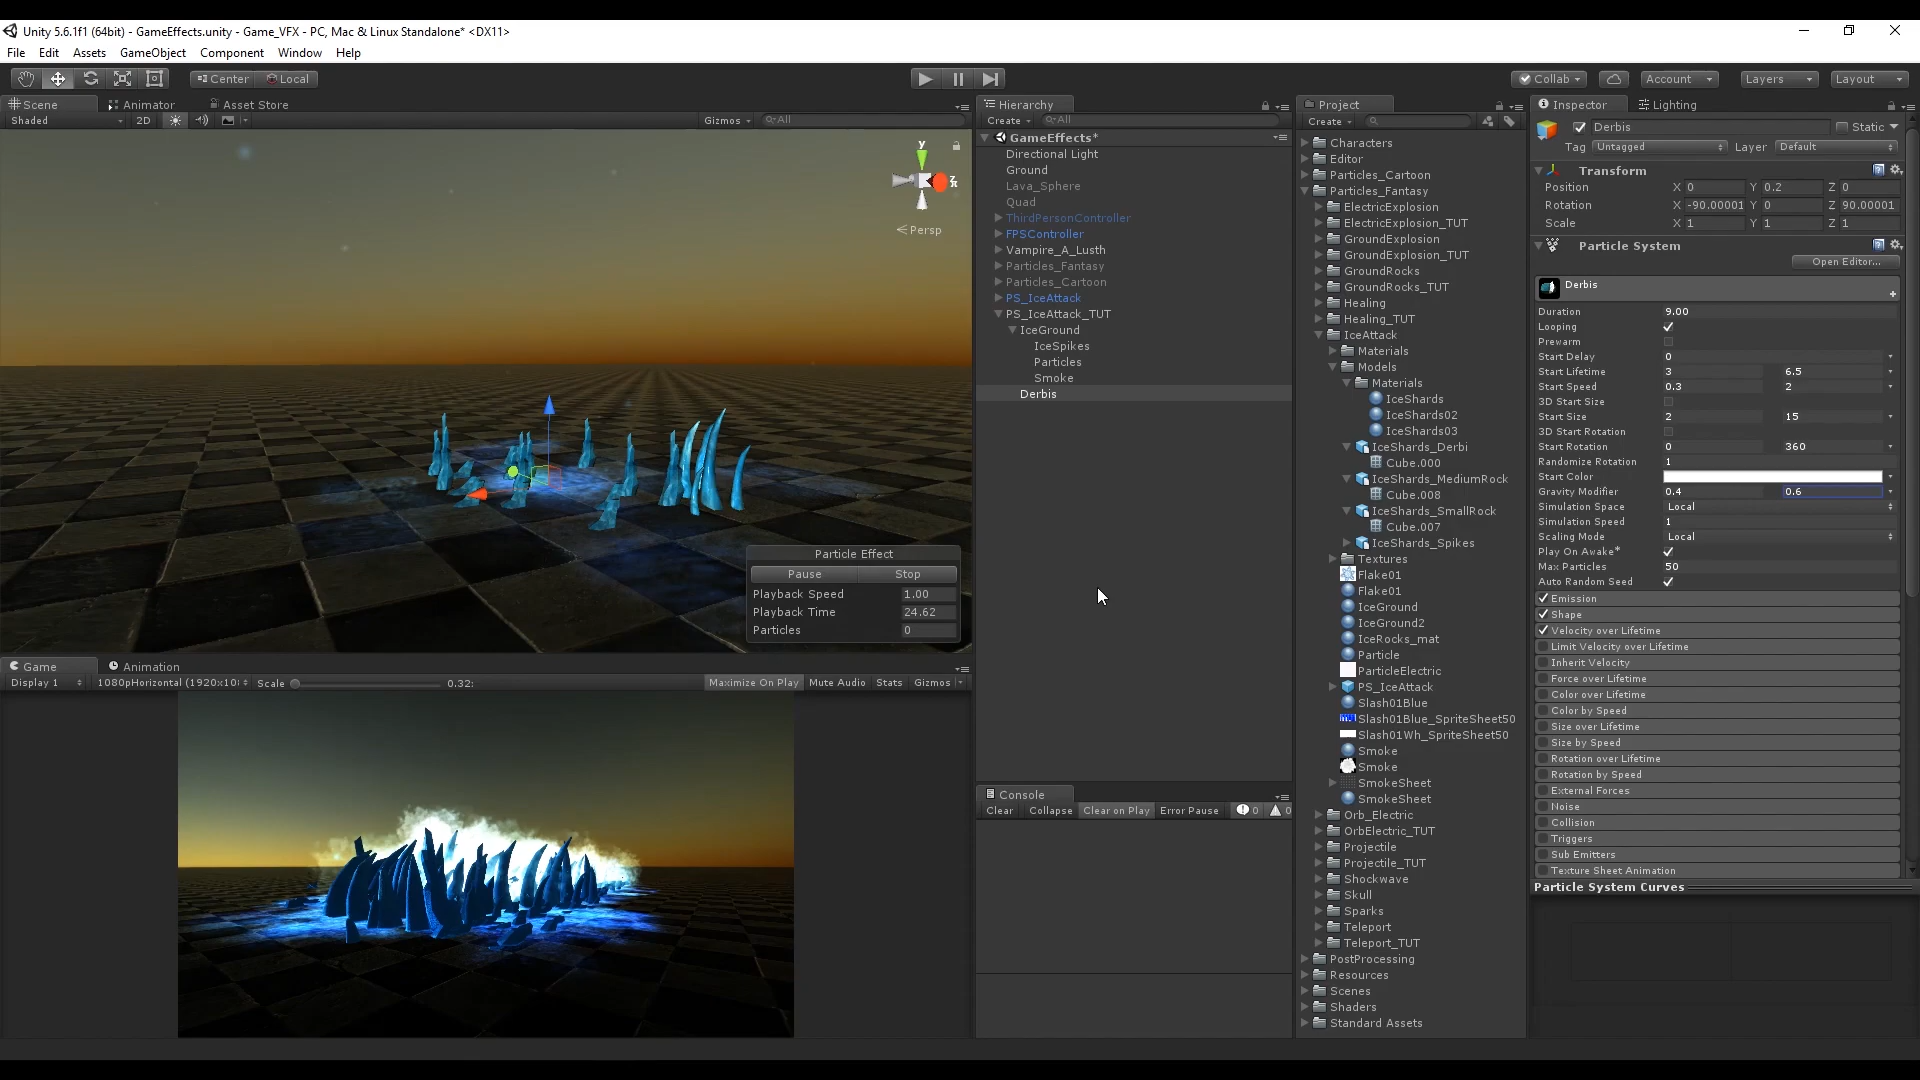 Unity 5.6.1f1 (64bit) - GameEffects.unity - Game_VFX - PC, Mac & Linux Standalone* <DX11>
File Edit Assets GameObject Component Window Help
Center Local
Collab Account Layers Layout
Scene Animator Asset Store
Shaded 2D Gizmos All
y
Persp
Particle Effect
Pause Stop
Playback Speed 1.00
Playback Time 24.62
Particles 0
Game Animation
Display 1 1080pHorizontal (1920x10 Scale 0.32: Maximize On Play Mute Audio Stats Gizmos
Hierarchy
Create All
GameEffects*
Directional Light
Ground
Lava_Sphere
Quad
ThirdPersonController
FPSController
Vampire_A_Lusth
Particles_Fantasy
Particles_Cartoon
PS_IceAttack
PS_IceAttack_TUT
IceGround
IceSpikes
Particles
Smoke
Derbis
Console
Clear Collapse Clear on Play Error Pause 0 0
Project
Create
Characters
Editor
Particles_Cartoon
Particles_Fantasy
ElectricExplosion
ElectricExplosion_TUT
GroundExplosion
GroundExplosion_TUT
GroundRocks
GroundRocks_TUT
Healing
Healing_TUT
IceAttack
Materials
Models
Materials
IceShards
IceShards02
IceShards03
IceShards_Derbi
Cube.000
IceShards_MediumRock
Cube.008
IceShards_SmallRock
Cube.007
IceShards_Spikes
Textures
Flake01
Flake01
IceGround
IceGround2
IceRocks_mat
Particle
ParticleElectric
PS_IceAttack
Slash01Blue
Slash01Blue_SpriteSheet50
Slash01Wh_SpriteSheet50
Smoke
Smoke
SmokeSheet
SmokeSheet
Orb_Electric
OrbElectric_TUT
Projectile
Projectile_TUT
Shockwave
Skull
Sparks
Teleport
Teleport_TUT
PostProcessing
Resources
Scenes
Shaders
Standard Assets
Inspector Lighting
Derbis Static
Tag Untagged Layer Default
Transform
Position X 0 Y 0.2 Z 0
Rotation X -90.00001 Y 0 Z 90.00001
Scale X 1 Y 1 Z 1
Particle System
Open Editor...
Derbis
Duration 9.00
Looping
Prewarm
Start Delay 0
Start Lifetime 3 6.5
Start Speed 0.3 2
3D Start Size
Start Size 2 15
3D Start Rotation
Start Rotation 0 360
Randomize Rotation 1
Start Color
Gravity Modifier 0.4 0.6
Simulation Space Local
Simulation Speed 1
Scaling Mode Local
Play On Awake*
Max Particles 50
Auto Random Seed
Emission
Shape
Velocity over Lifetime
Limit Velocity over Lifetime
Inherit Velocity
Force over Lifetime
Color over Lifetime
Color by Speed
Size over Lifetime
Size by Speed
Rotation over Lifetime
Rotation by Speed
External Forces
Noise
Collision
Triggers
Sub Emitters
Texture Sheet Animation
Particle System Curves